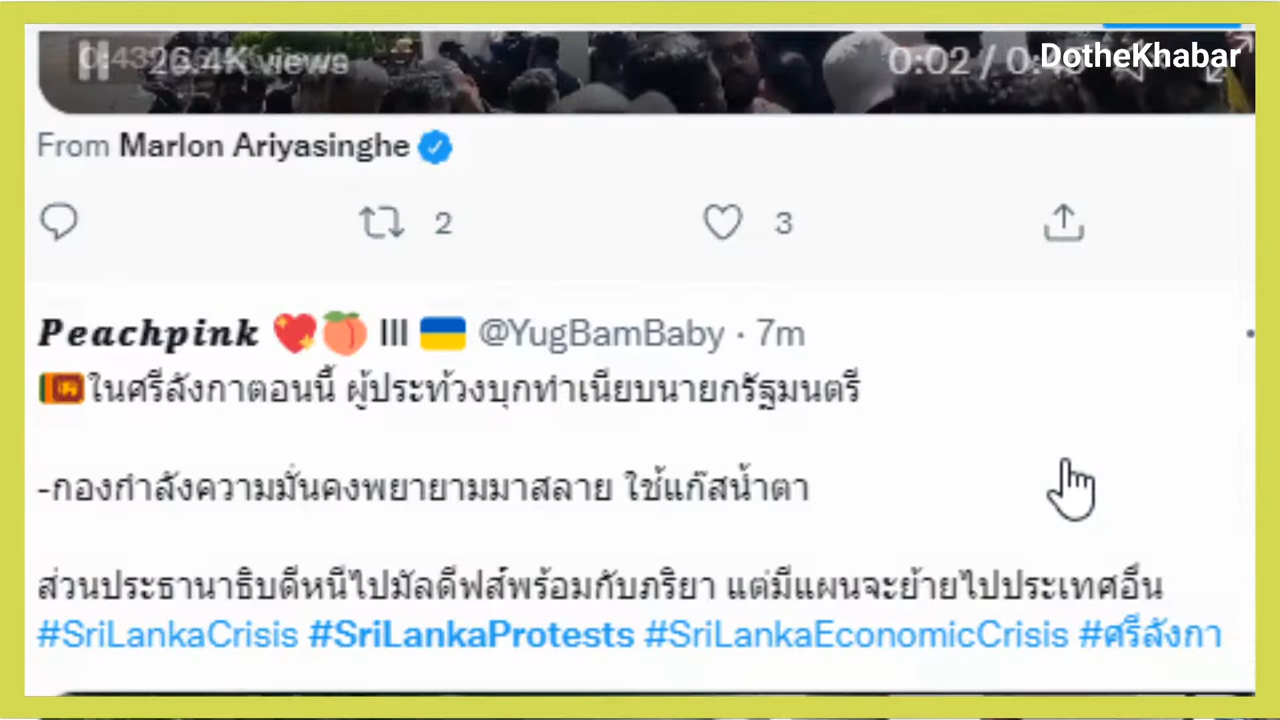 26.4K views
0:02 / 0:
DotheKhabar
From Marlon Ariyasinghe
2
3
Peachpink 💖🍑 III 🇺🇦 @YugBamBaby · 7m
🇱🇰ในศรีลังกาตอนนี้ ผู้ประท้วงบุกทำเนียบนายกรัฐมนตรี
-กองกำลังความมั่นคงพยายามมาสลาย ใช้แก๊สน้ำตา
ส่วนประธานาธิบดีหนีไปมัลดีฟส์พร้อมกับภริยา แต่มีแผนจะย้ายไปประเทศอื่น
#SriLankaCrisis #SriLankaProtests #SriLankaEconomicCrisis #ศรีลังกา